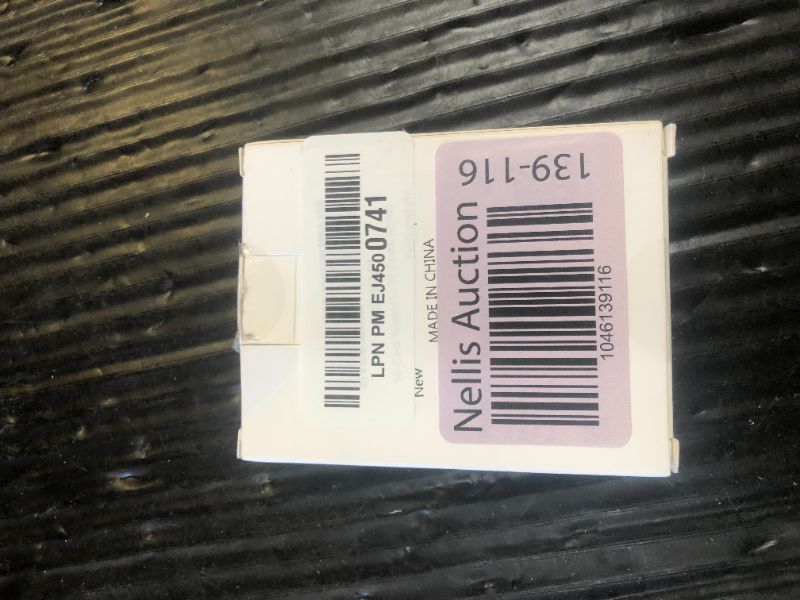 LPN PM EJ450 0741
New
MADE IN CHINA
Nellis Auction
1046139116
139-116